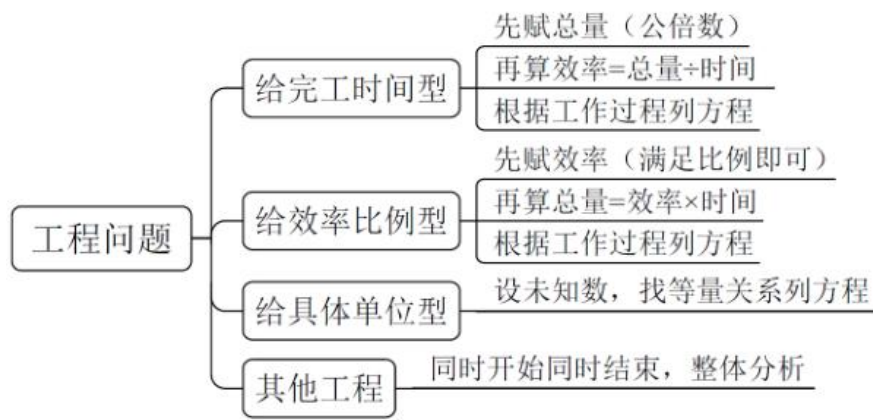 工程问题
给完工时间型
先赋总量（公倍数）
再算效率=总量÷时间
根据工作过程列方程
给效率比例型
先赋效率（满足比例即可）
再算总量=效率×时间
根据工作过程列方程
给具体单位型
设未知数，找等量关系列方程
其他工程
同时开始同时结束，整体分析